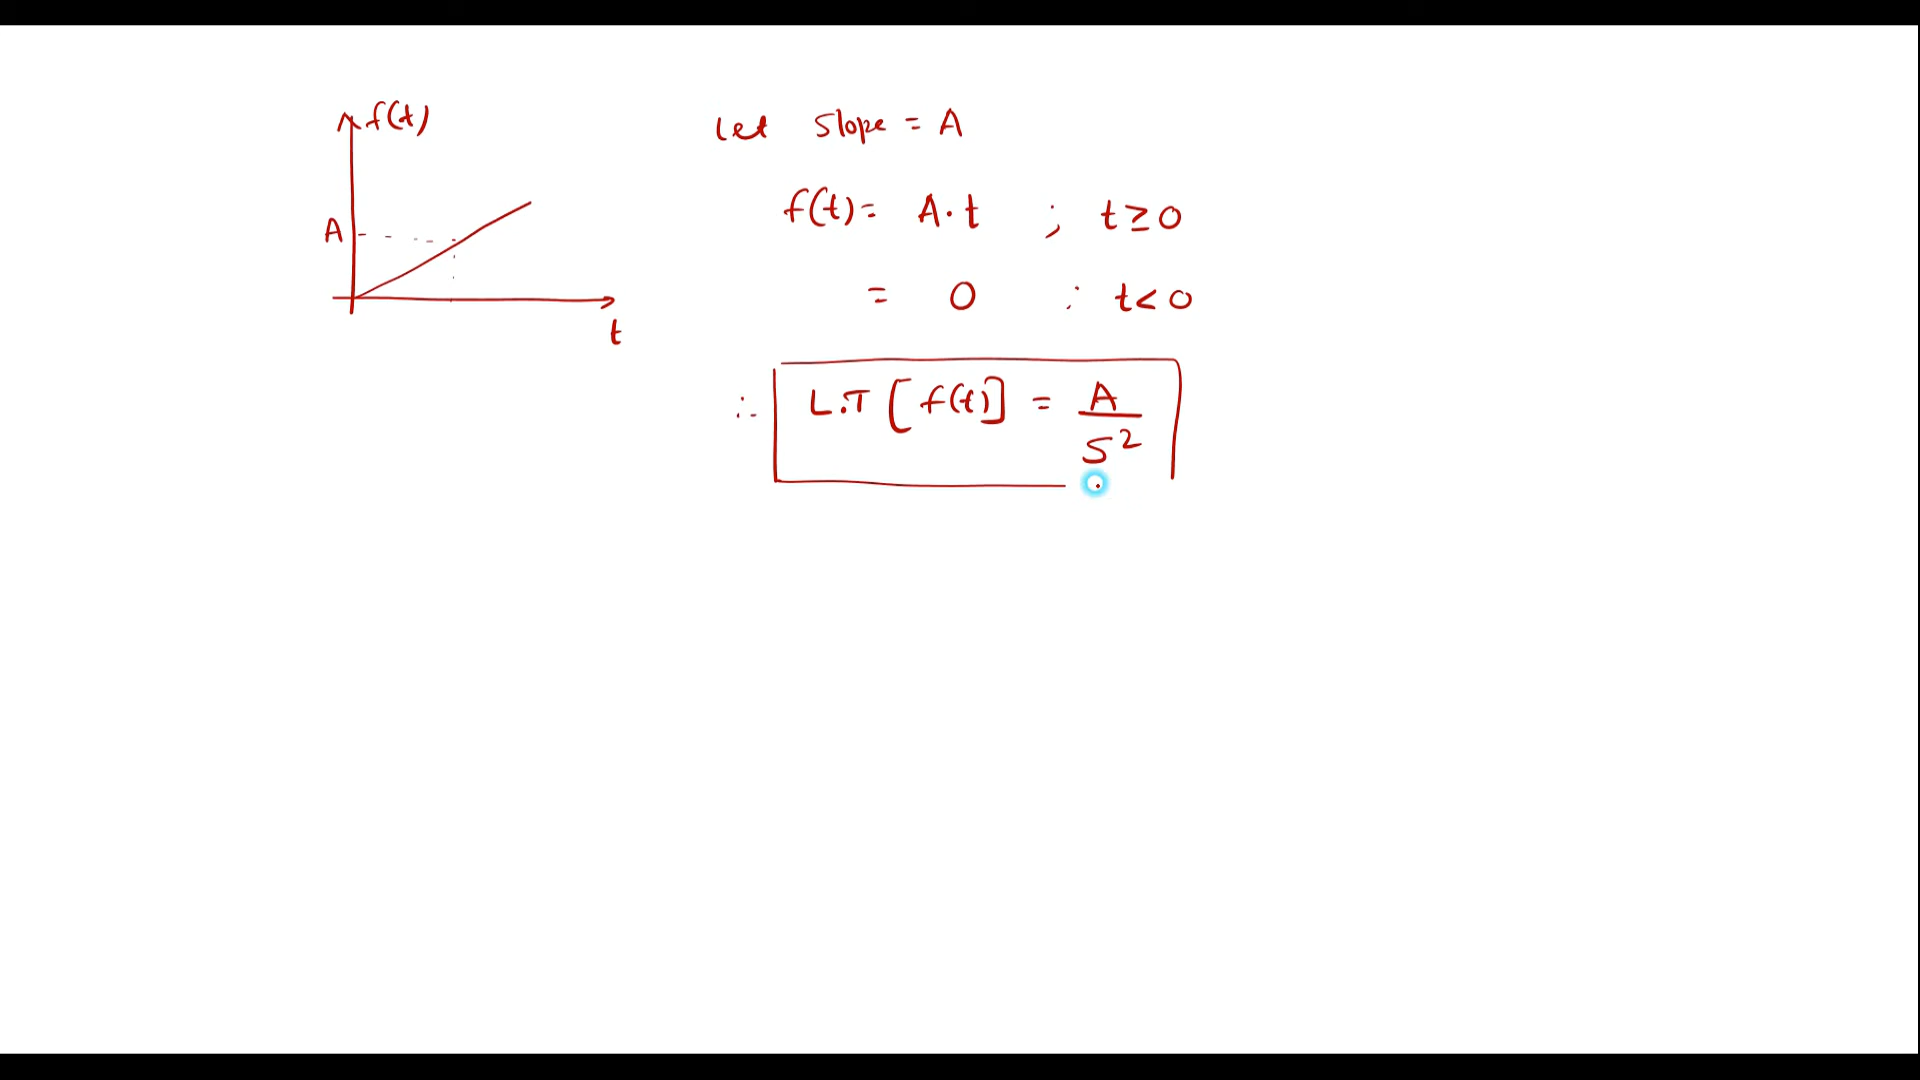 f(t)
A
t
Let slope = A
f(t) = A · t ; t ≥ 0
= 0 ; t < 0
∴ L.T [f(t)] = A / S²